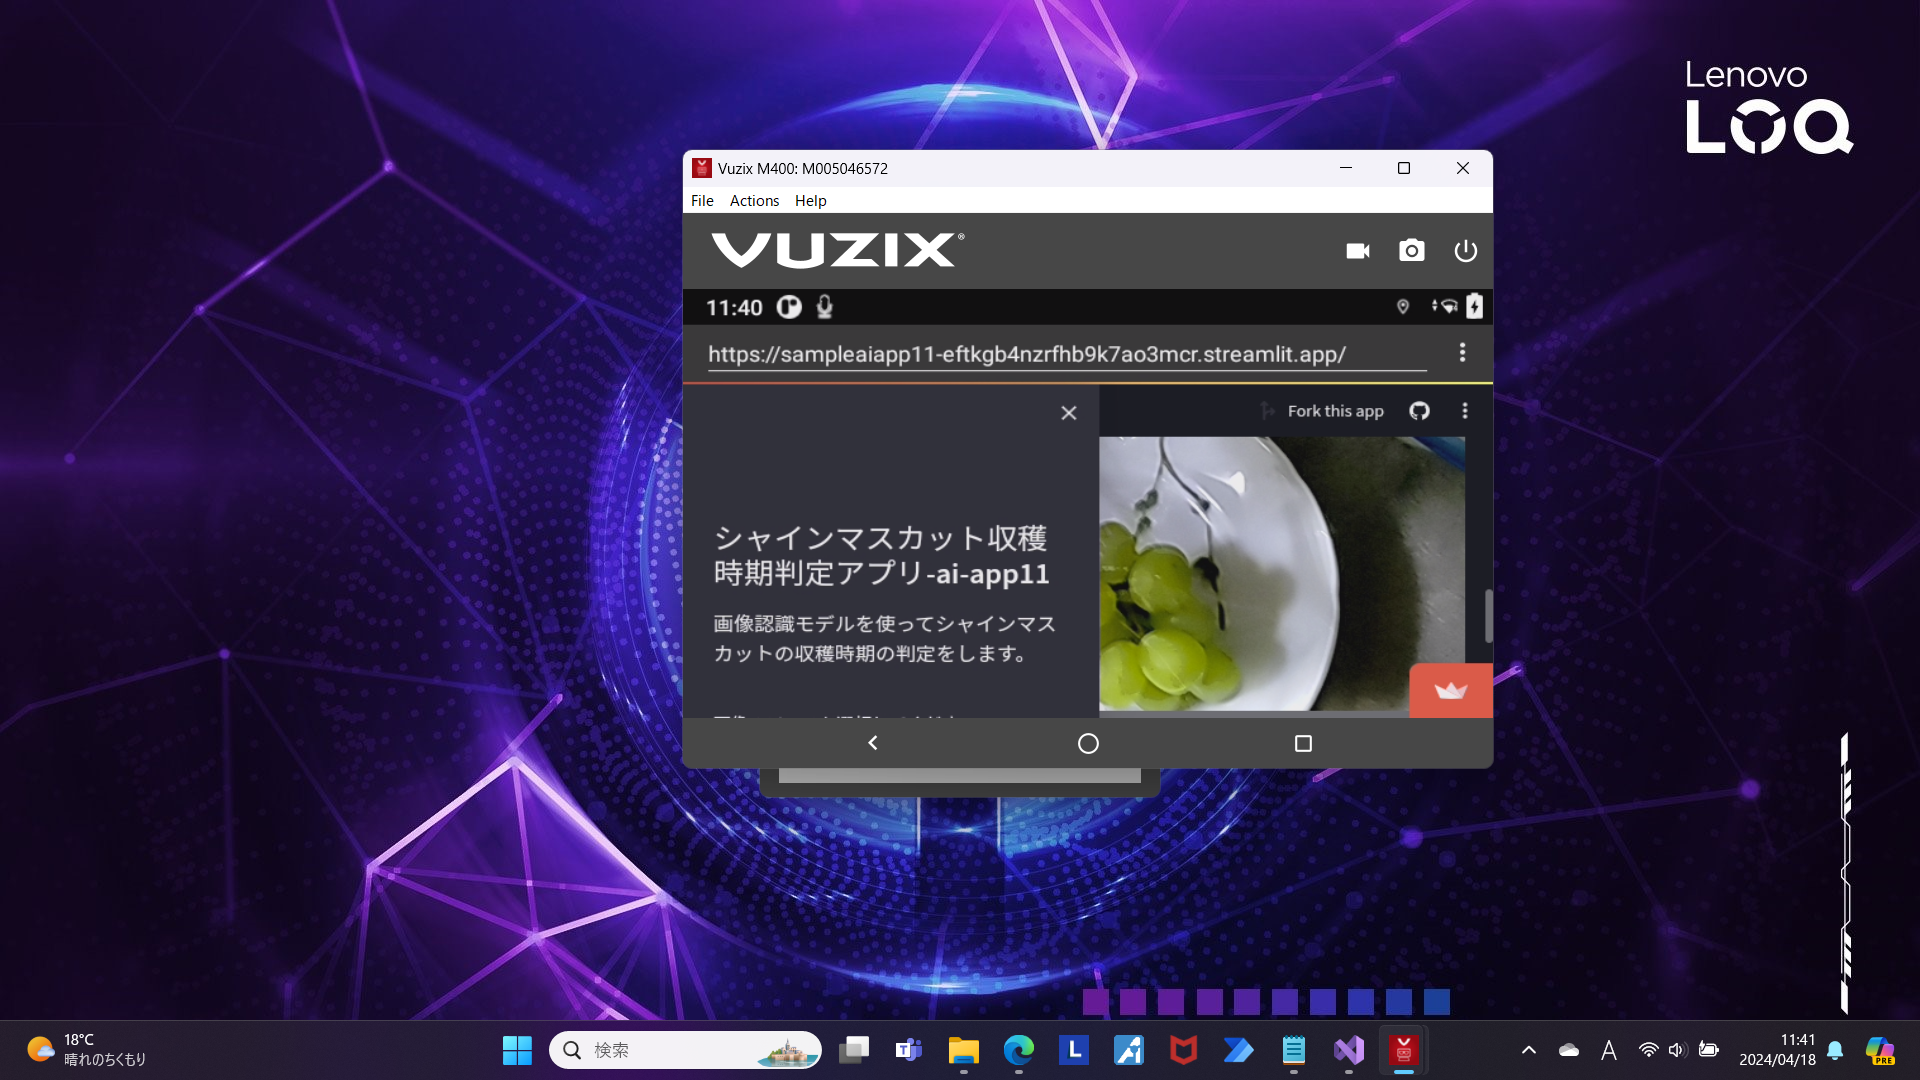 Lenovo
LOQ
Vuzix M400: M005046572
File Actions Help
VUZIX®
11:40
https://sampleaiapp11-eftkgb4nzrfhb9k7ao3mcr.streamlit.app/
Fork this app
シャインマスカット収穫
時期判定アプリ-ai-app11
画像認識モデルを使ってシャインマス
カットの収穫時期の判定をします。
18°C
晴れのちくもり
検索
T
L
A
11:41
2024/04/18
PRE